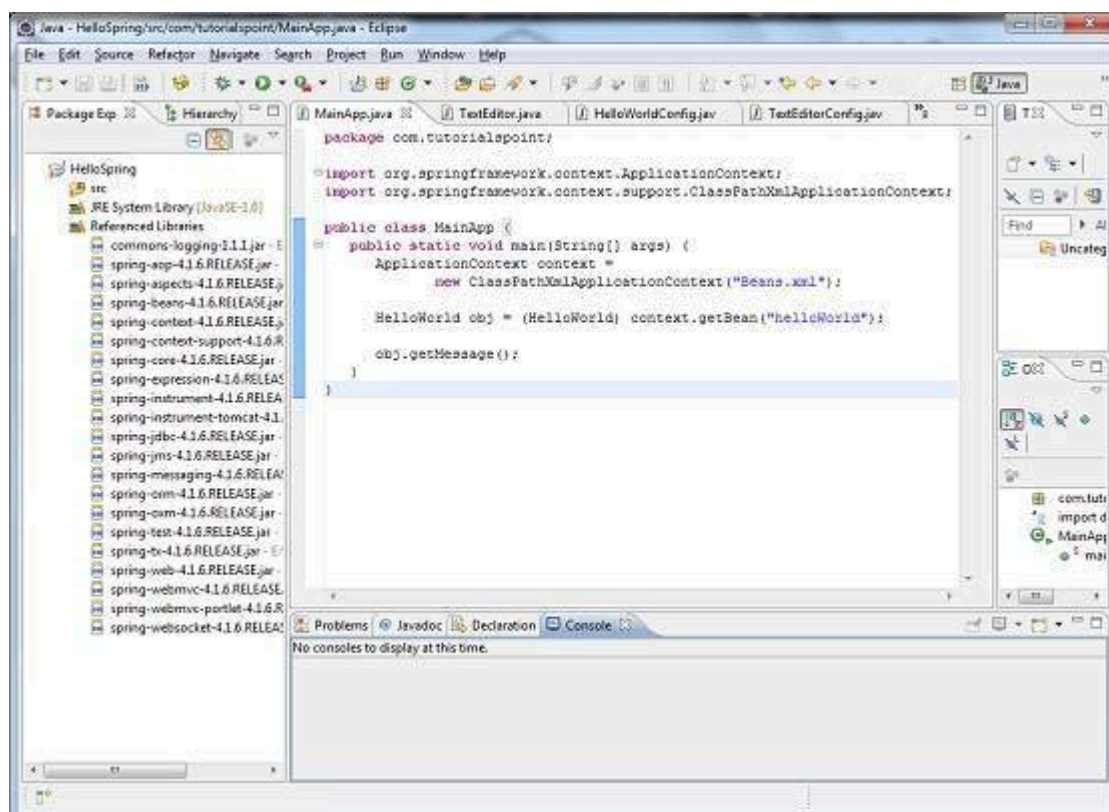 Java - HelloSpring/src/com/tutorialspoint/MainApp.java - Eclipse
File Edit Source Refactor Navigate Search Project Run Window Help
Java
Package Exp Hierarchy
MainApp.java TextEditor.java HelloWorldConfig.jav TextEditorConfig.jav
HelloSpring
src
JRE System Library [JavaSE-1.6]
Referenced Libraries
commons-logging-1.1.1.jar - E
spring-aop-4.1.6.RELEASE.jar -
spring-aspects-4.1.6.RELEASE.j
spring-beans-4.1.6.RELEASE.jar
spring-context-4.1.6.RELEASE.j
spring-context-support-4.1.6.R
spring-core-4.1.6.RELEASE.jar -
spring-expression-4.1.6.RELEAS
spring-instrument-4.1.6.RELEA
spring-instrument-tomcat-4.1.
spring-jdbc-4.1.6.RELEASE.jar -
spring-jms-4.1.6.RELEASE.jar -
spring-messaging-4.1.6.RELEA
spring-orm-4.1.6.RELEASE.jar -
spring-oxm-4.1.6.RELEASE.jar -
spring-test-4.1.6.RELEASE.jar -
spring-tx-4.1.6.RELEASE.jar - E:
spring-web-4.1.6.RELEASE.jar -
spring-webmvc-4.1.6.RELEASE.
spring-webmvc-portlet-4.1.6.R
spring-websocket-4.1.6.RELEA
package com.tutorialspoint;
import org.springframework.context.ApplicationContext;
import org.springframework.context.support.ClassPathXmlApplicationContext;
public class MainApp {
public static void main(String[] args) {
ApplicationContext context =
new ClassPathXmlApplicationContext("Beans.xml");
HelloWorld obj = (HelloWorld) context.getBean("helloWorld");
obj.getMessage();
}
}
Find Al
Uncateg
com.tuto
import d
MainApp
mai
Problems Javadoc Declaration Console
No consoles to display at this time.